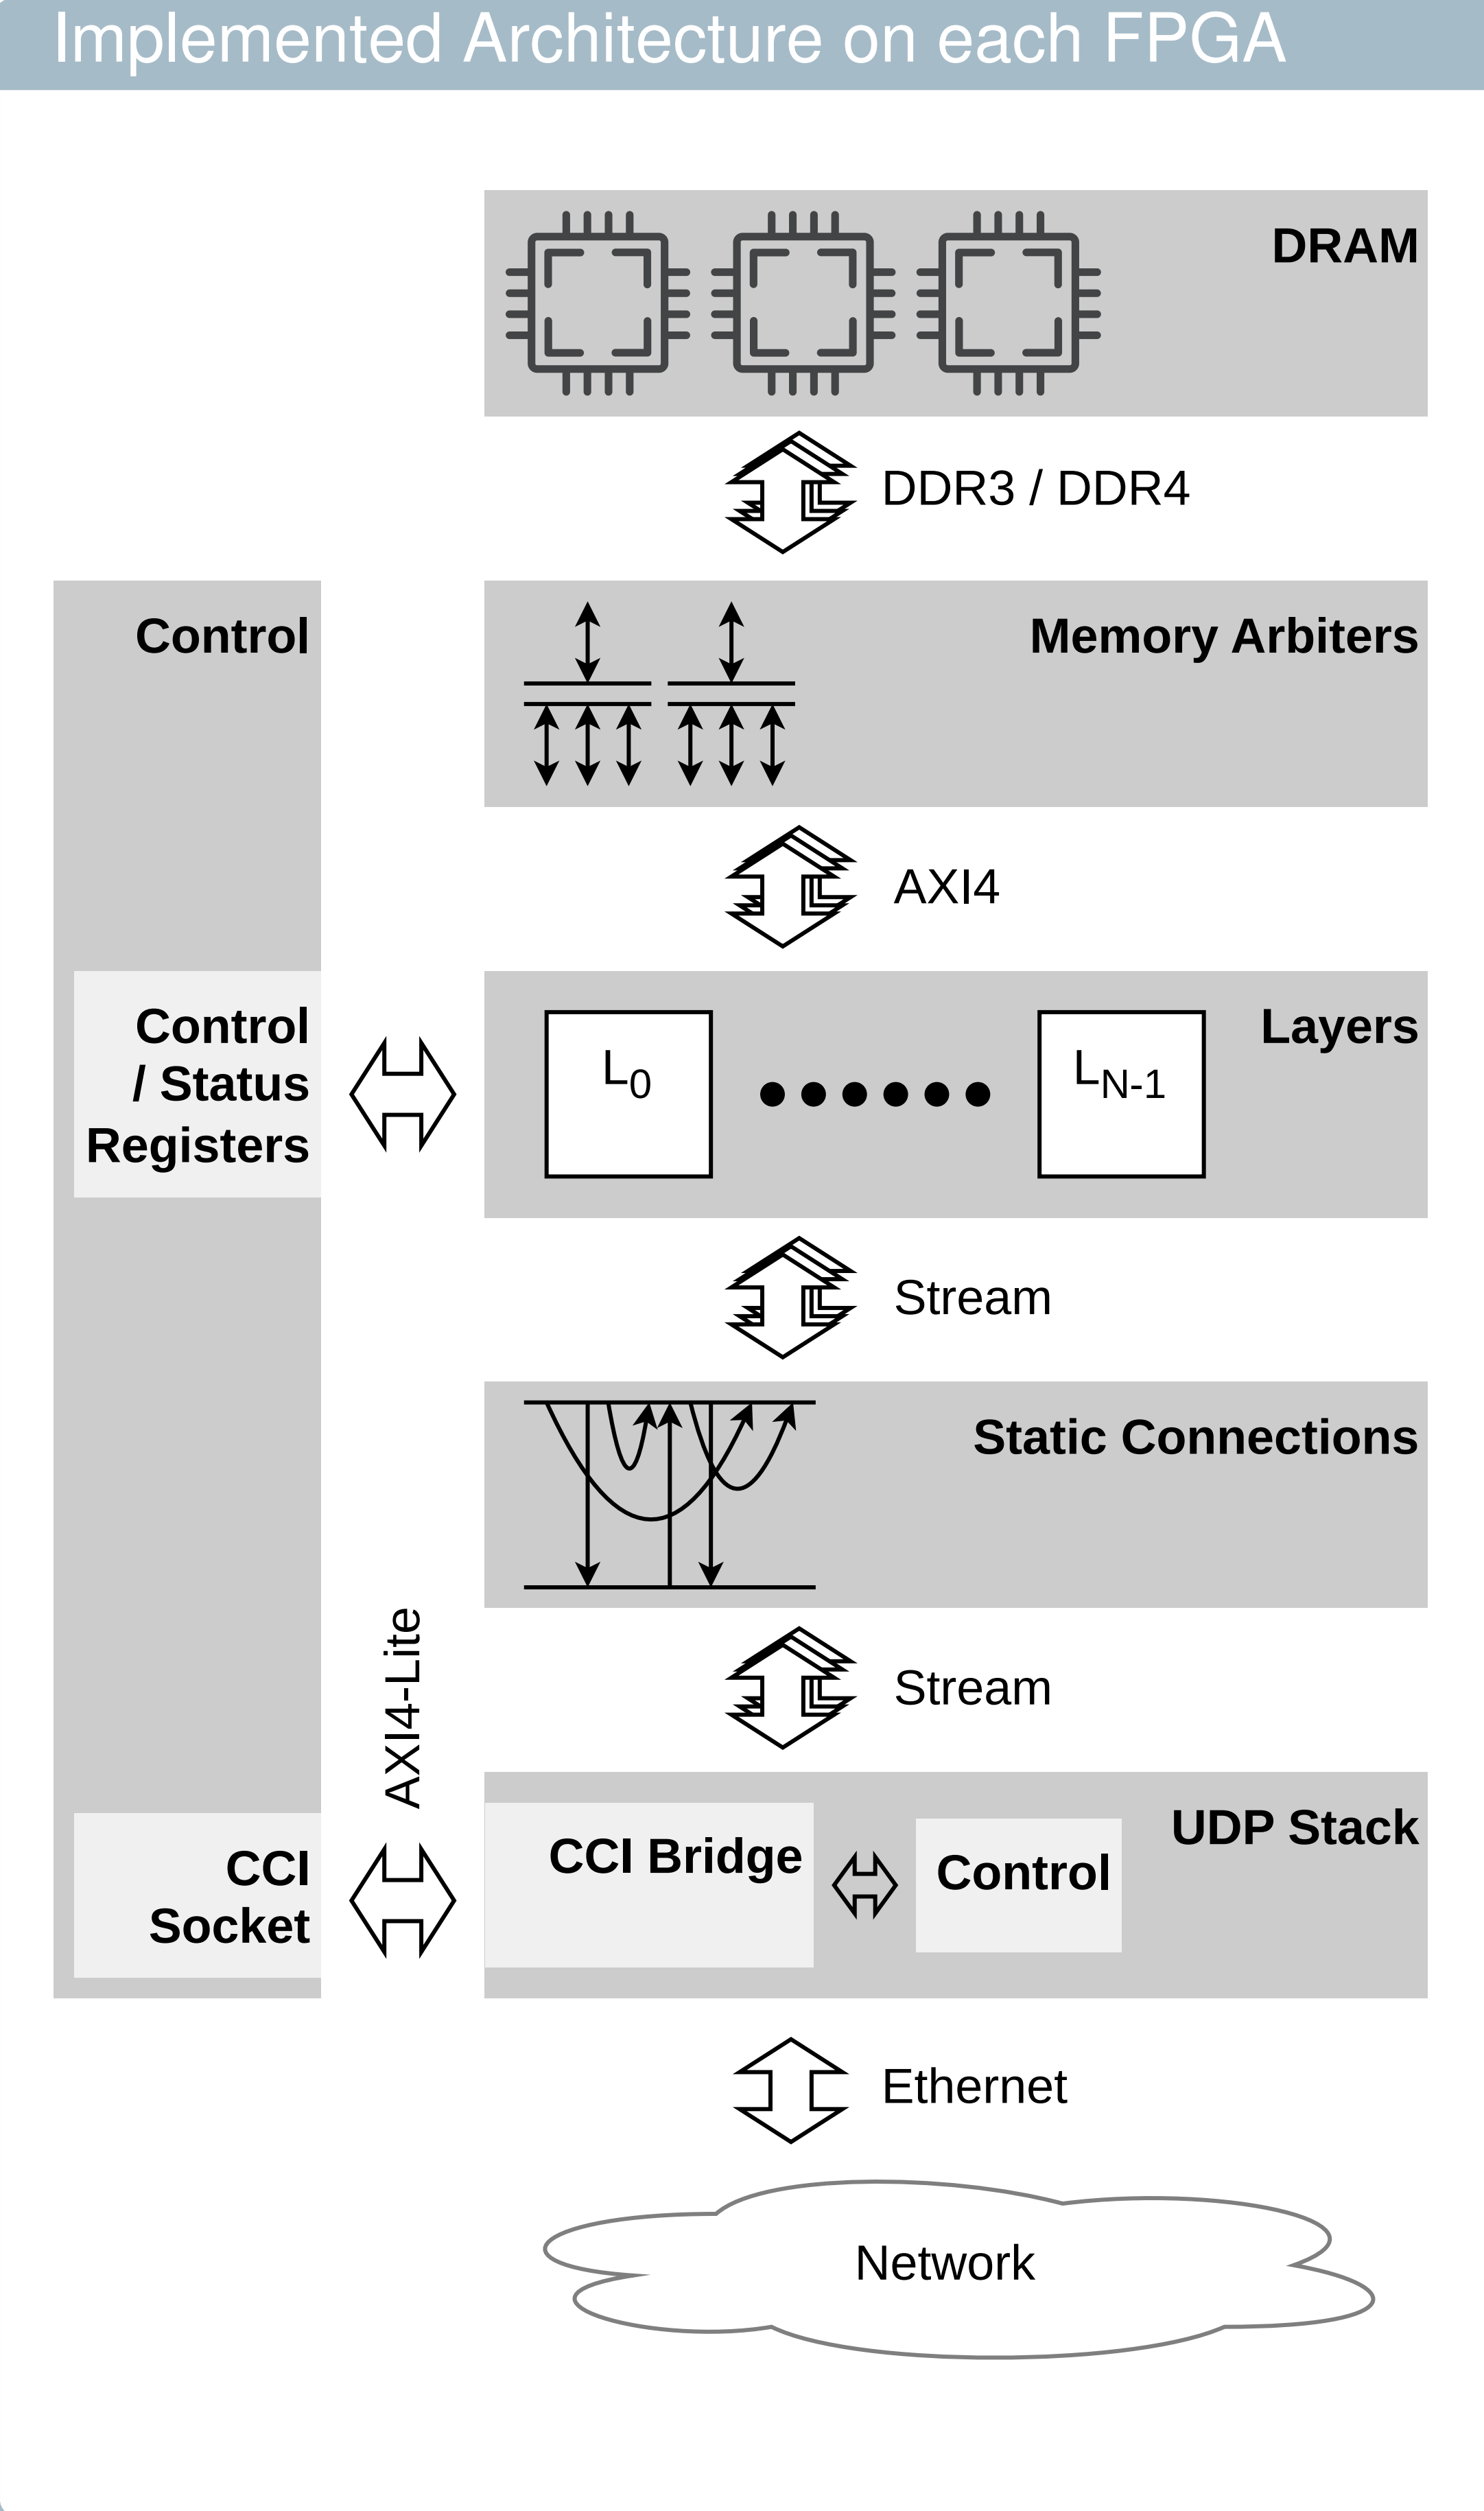 Implemented Architecture on each FPGA
DRAM
DDR3 / DDR4
Control
Memory Arbiters
AXI4
Control
/ Status
Registers
Layers
L0
LN-1
Stream
Static Connections
AXI4-Lite
Stream
UDP Stack
CCI Bridge
Control
CCI
Socket
Ethernet
Network